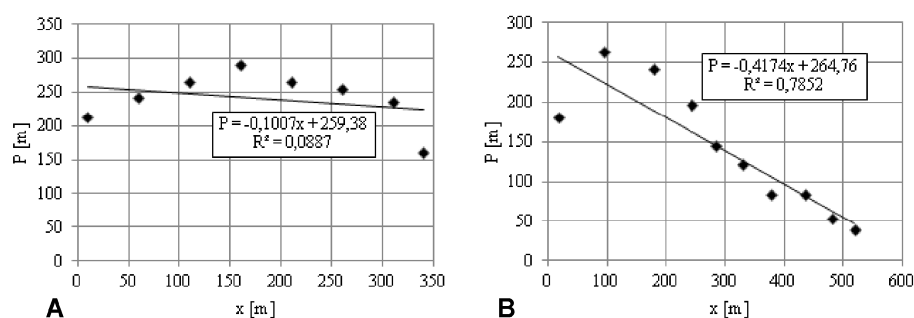 350
300
250
200
150
100
50
0
P [m]
P = -0,1007x + 259,38
R² = 0,0887
0 50 100 150 200 250 300 350
x [m]
A
300
250
200
150
100
50
0
P [m]
P = -0,4174x + 264,76
R² = 0,7852
0 100 200 300 400 500 600
x [m]
B